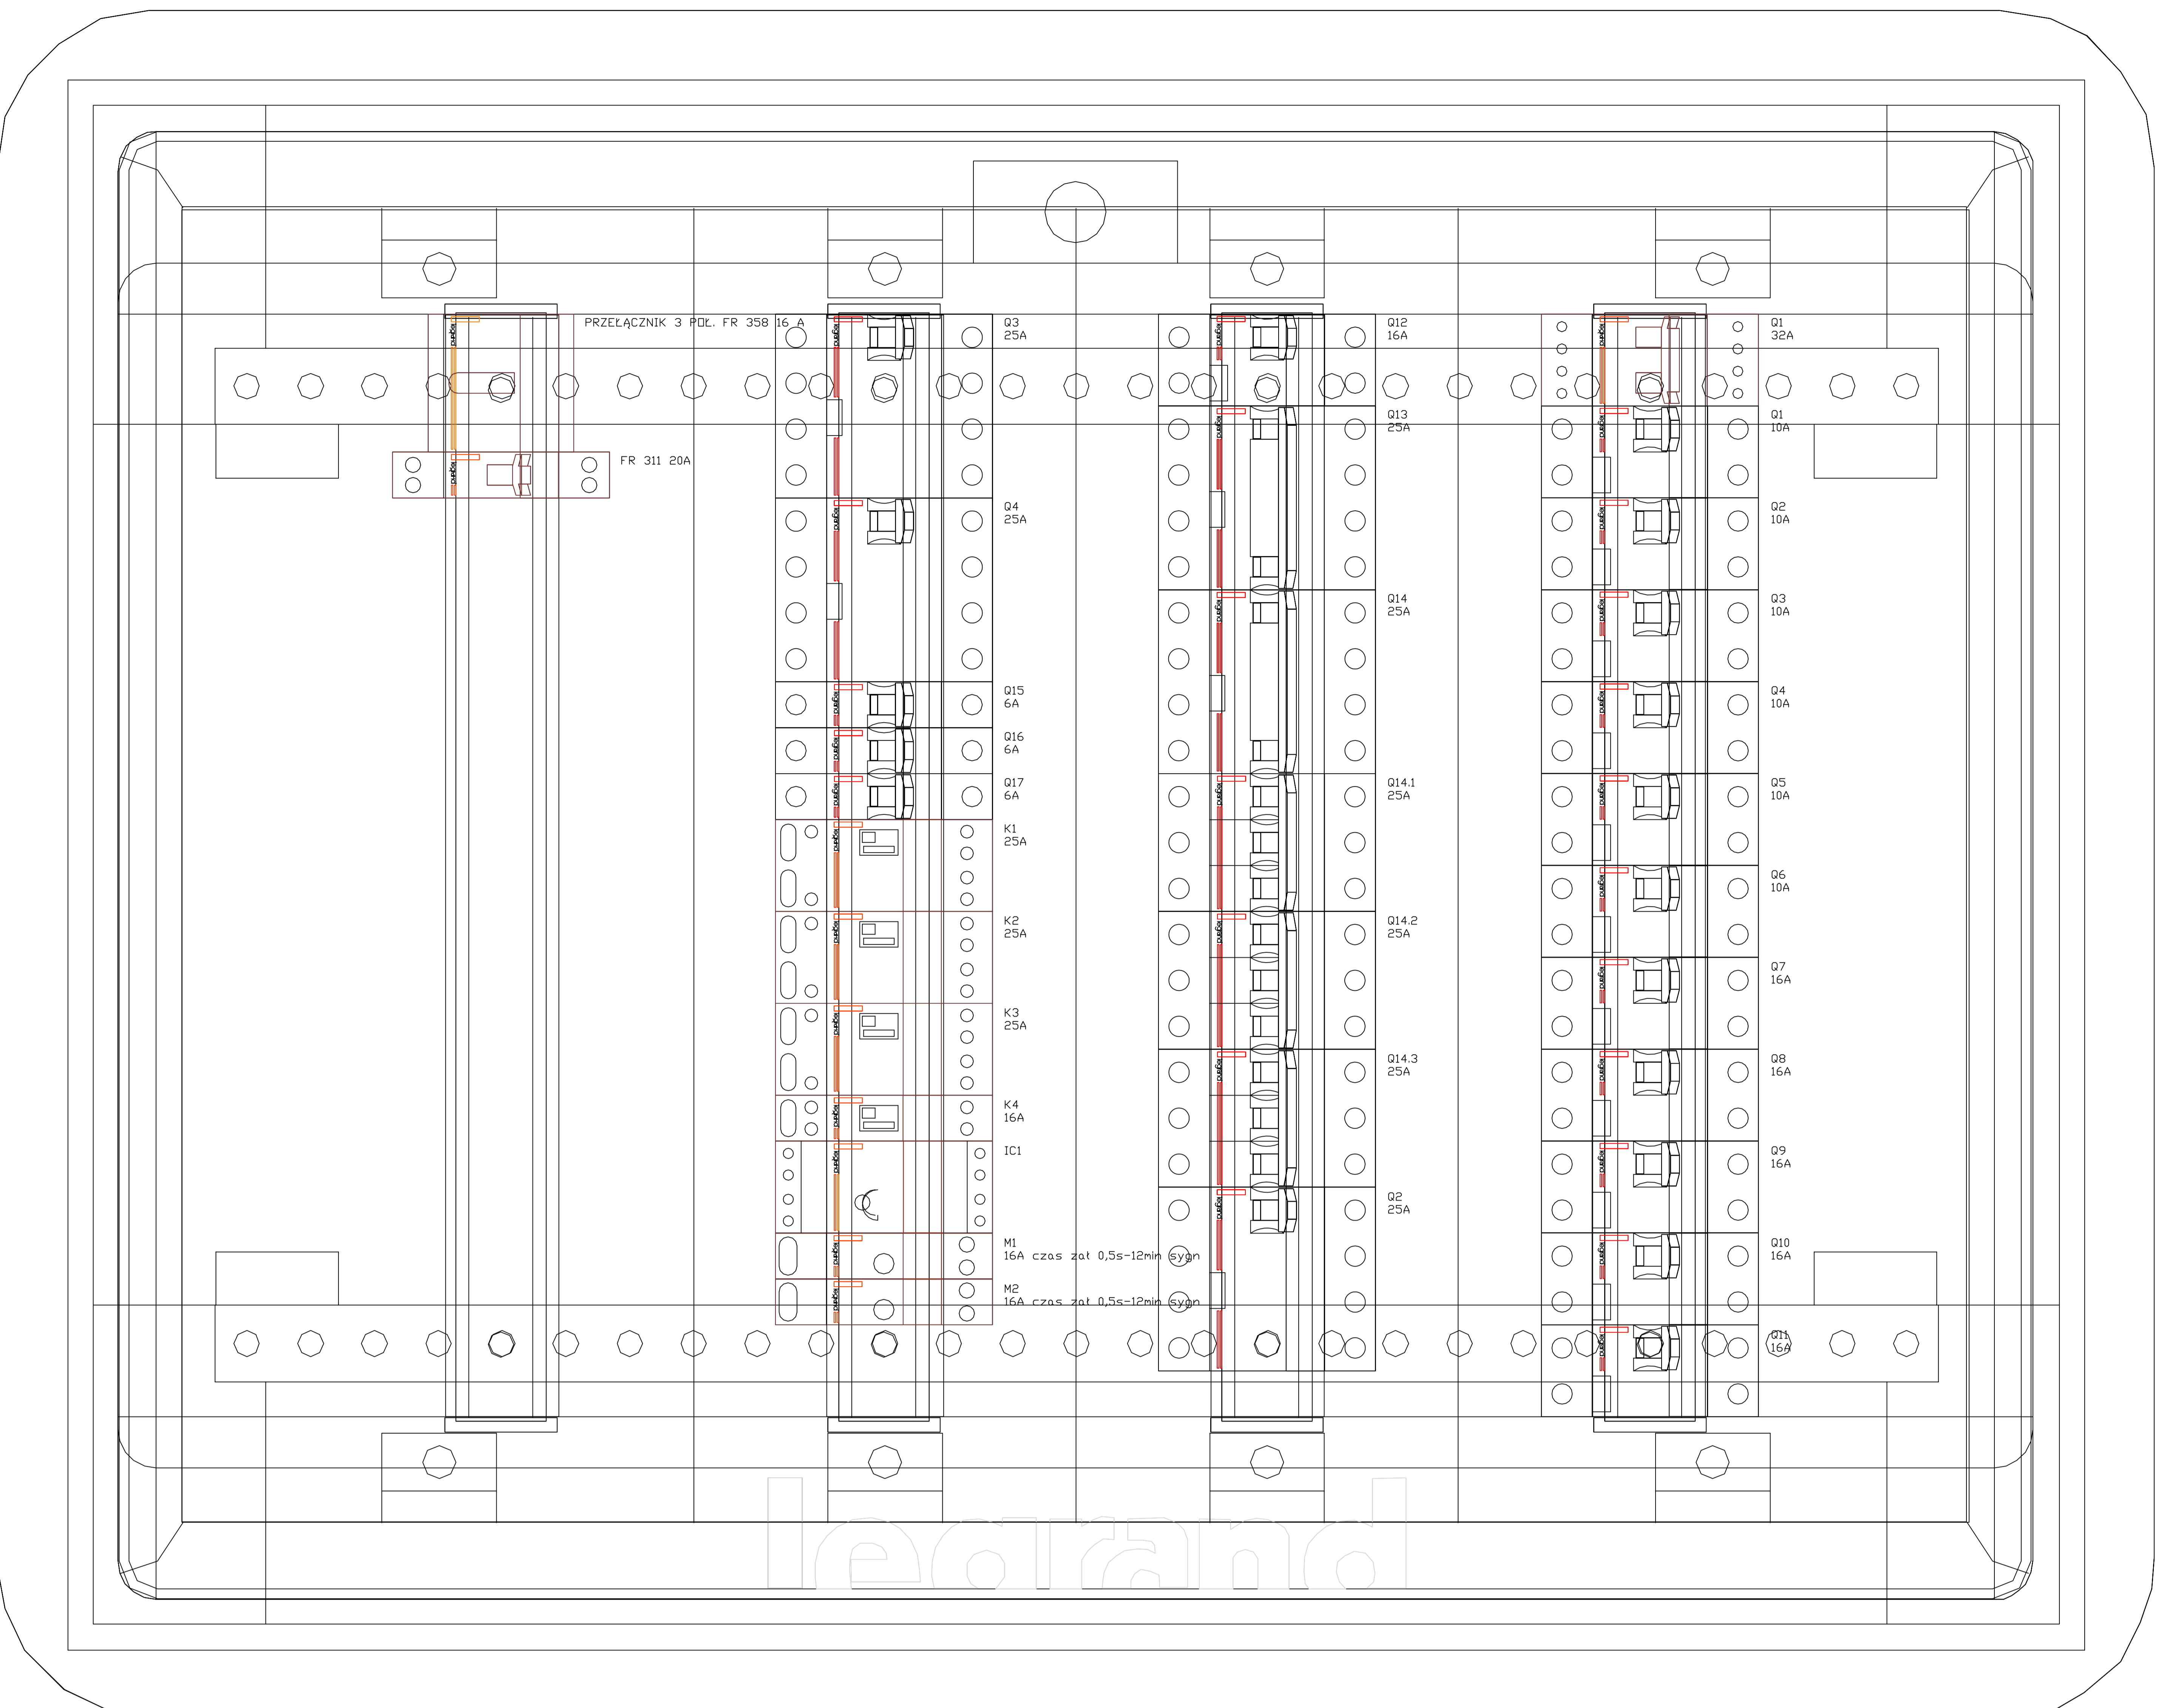 PRZEŁĄCZNIK 3 POŁ. FR 358 16 A
FR 311 20A
Q3
25A
Q4
25A
Q15
6A
Q16
6A
Q17
6A
K1
25A
K2
25A
K3
25A
K4
16A
IC1
M1
16A czas zał 0,5s-12min sygn
M2
16A czas zał 0,5s-12min sygn
Q12
16A
Q13
25A
Q14
25A
Q14.1
25A
Q14.2
25A
Q14.3
25A
Q2
25A
Q1
32A
Q1
10A
Q2
10A
Q3
10A
Q4
10A
Q5
10A
Q6
10A
Q7
16A
Q8
16A
Q9
16A
Q10
16A
Q11
16A
legrand